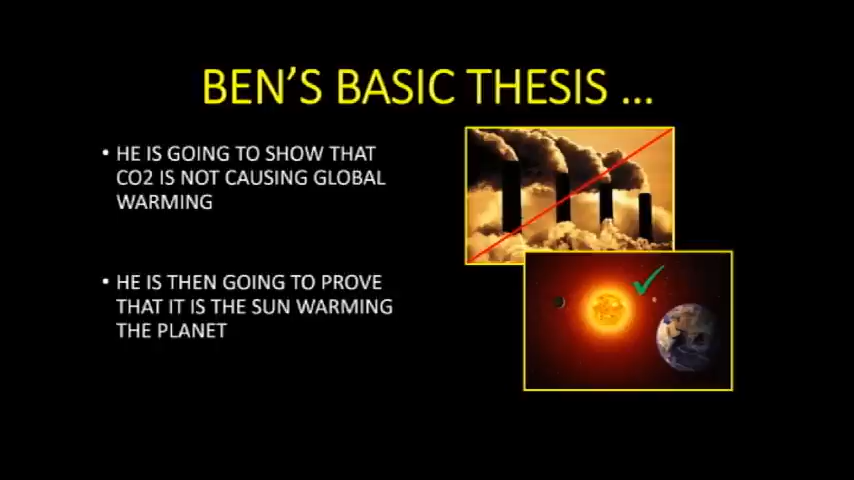 BEN'S BASIC THESIS ...
• HE IS GOING TO SHOW THAT
CO2 IS NOT CAUSING GLOBAL
WARMING
• HE IS THEN GOING TO PROVE
THAT IT IS THE SUN WARMING
THE PLANET